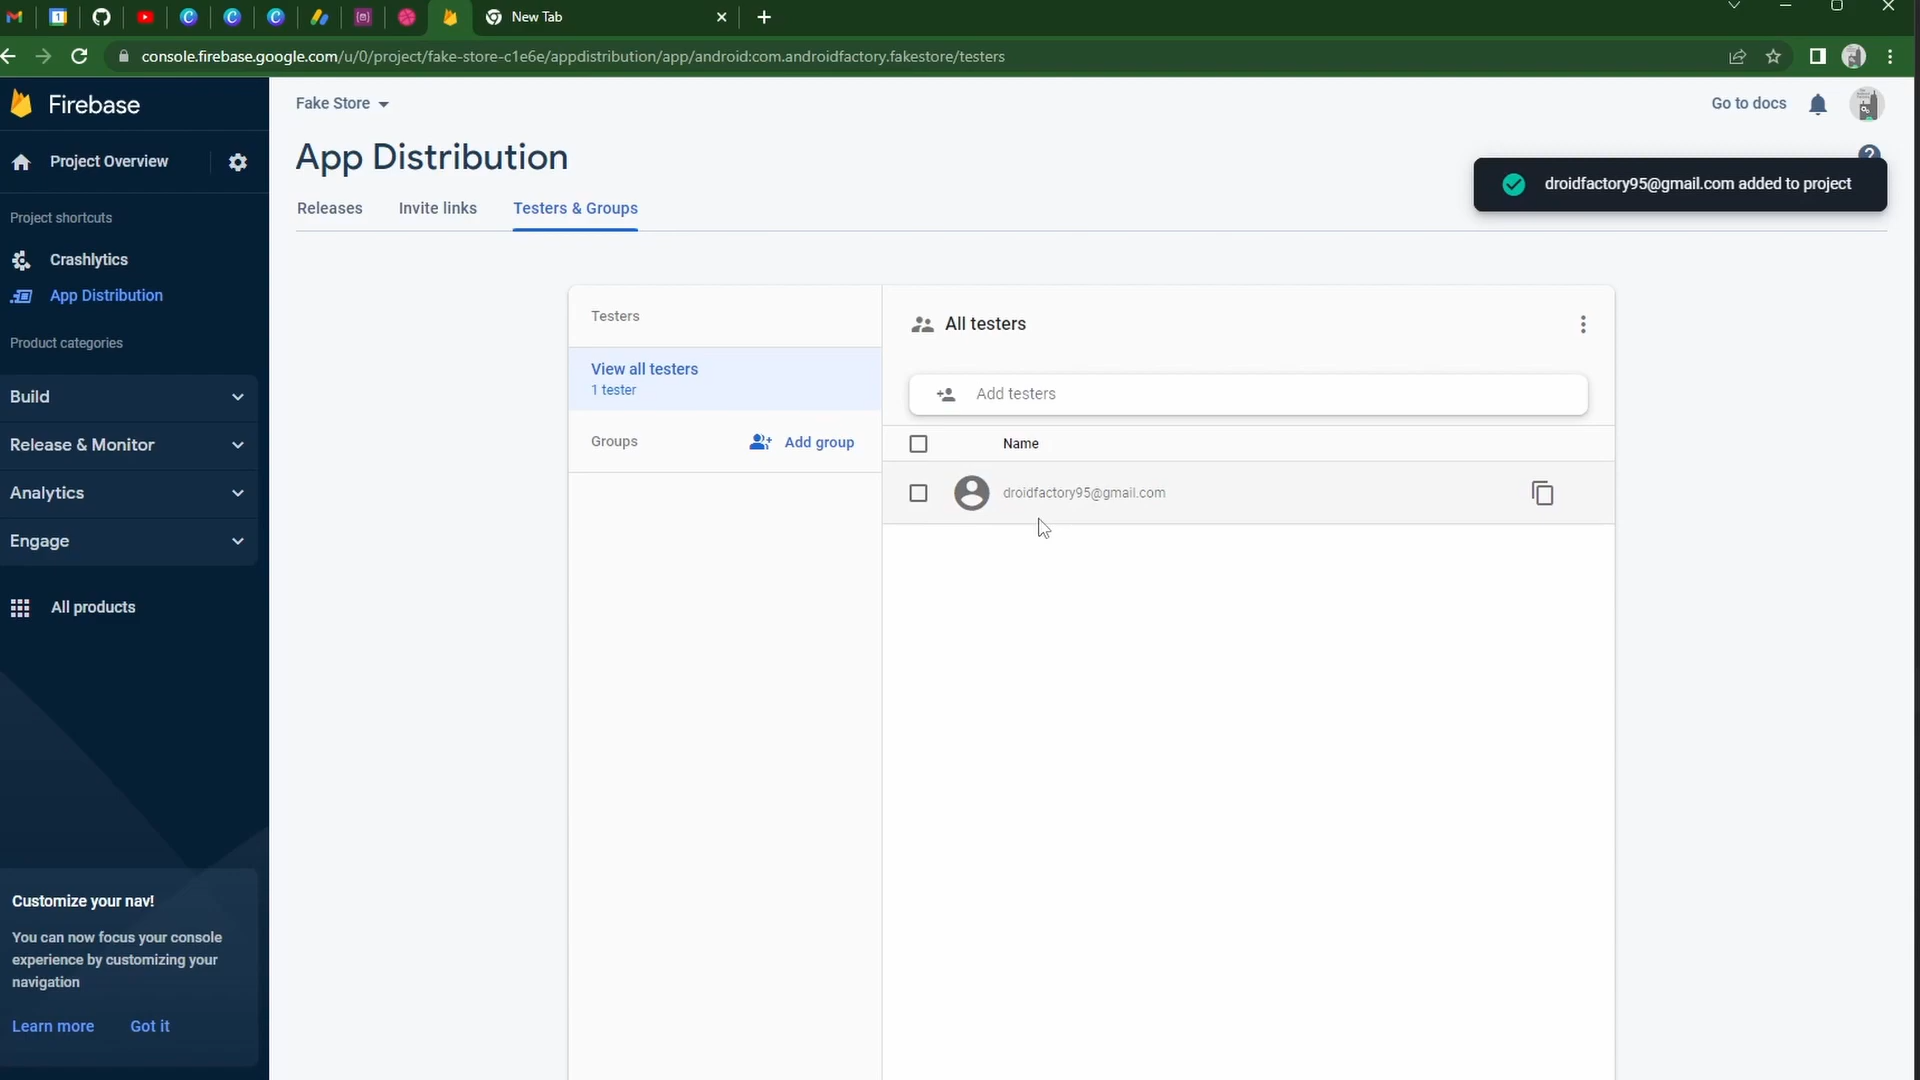 New Tab
console.firebase.google.com/u/0/project/fake-store-c1e6e/appdistribution/app/android:com.androidfactory.fakestore/testers
Firebase
Fake Store
Go to docs
Project Overview
App Distribution
?
droidfactory95@gmail.com added to project
Releases
Invite links
Testers & Groups
Project shortcuts
Crashlytics
App Distribution
Product categories
Build
Release & Monitor
Analytics
Engage
All products
Testers
View all testers
1 tester
Groups
Add group
All testers
Add testers
Name
droidfactory95@gmail.com
Customize your nav!
You can now focus your console
experience by customizing your
navigation
Learn more
Got it